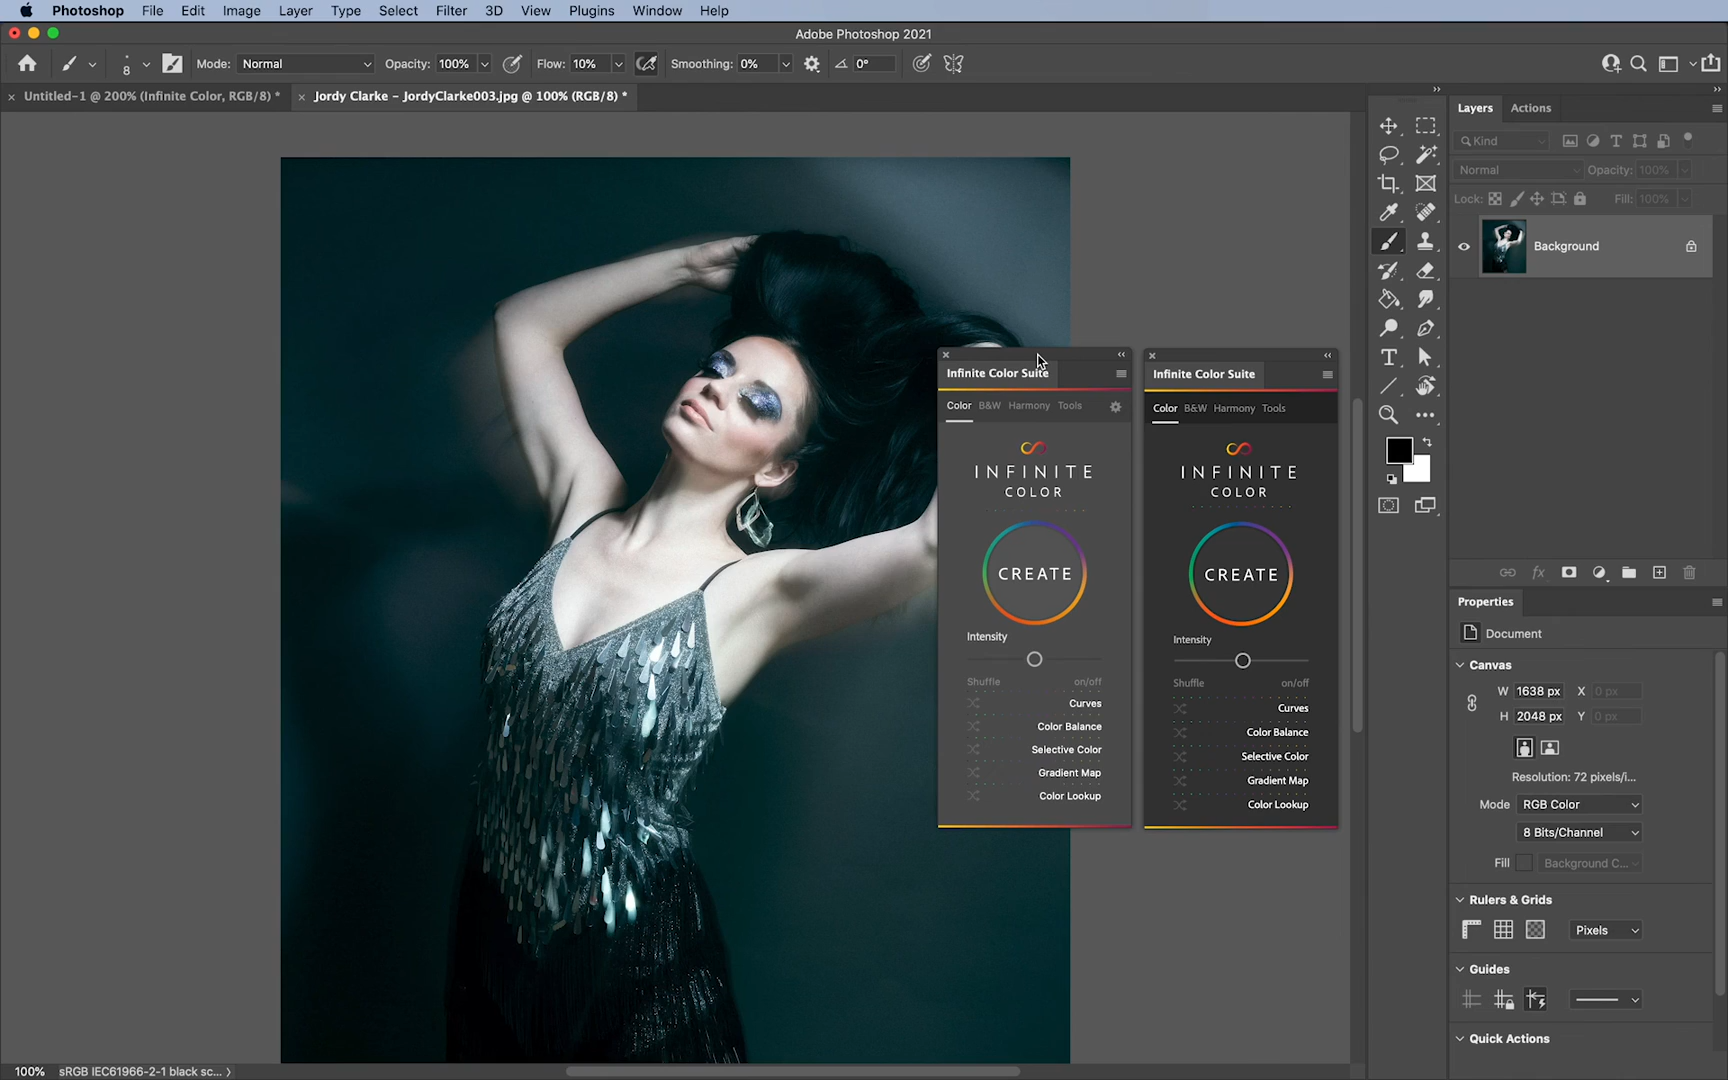 Photoshop File Edit Image Layer Type Select Filter 3D View Plugins Window Help
Adobe Photoshop 2021
8 Mode: Normal Opacity: 100% Flow: 10% Smoothing: 0% 0°
Untitled-1 @ 200% (Infinite Color, RGB/8) *
Jordy Clarke - JordyClarke003.jpg @ 100% (RGB/8) *
Infinite Color Suite
Color B&W Harmony Tools
INFINITE
COLOR
CREATE
Intensity
Shuffle on/off
Curves
Color Balance
Selective Color
Gradient Map
Color Lookup
Infinite Color Suite
Color B&W Harmony Tools
INFINITE
COLOR
CREATE
Intensity
Shuffle on/off
Curves
Color Balance
Selective Color
Gradient Map
Color Lookup
Layers Actions
Kind
Normal Opacity: 100%
Lock: Fill: 100%
Background
fx
Properties
Document
Canvas
W 1638 px X 0 px
H 2048 px Y 0 px
Resolution: 72 pixels/i...
Mode RGB Color
8 Bits/Channel
Fill Background C...
Rulers & Grids
Pixels
Guides
Quick Actions
100% sRGB IEC61966-2-1 black sc...